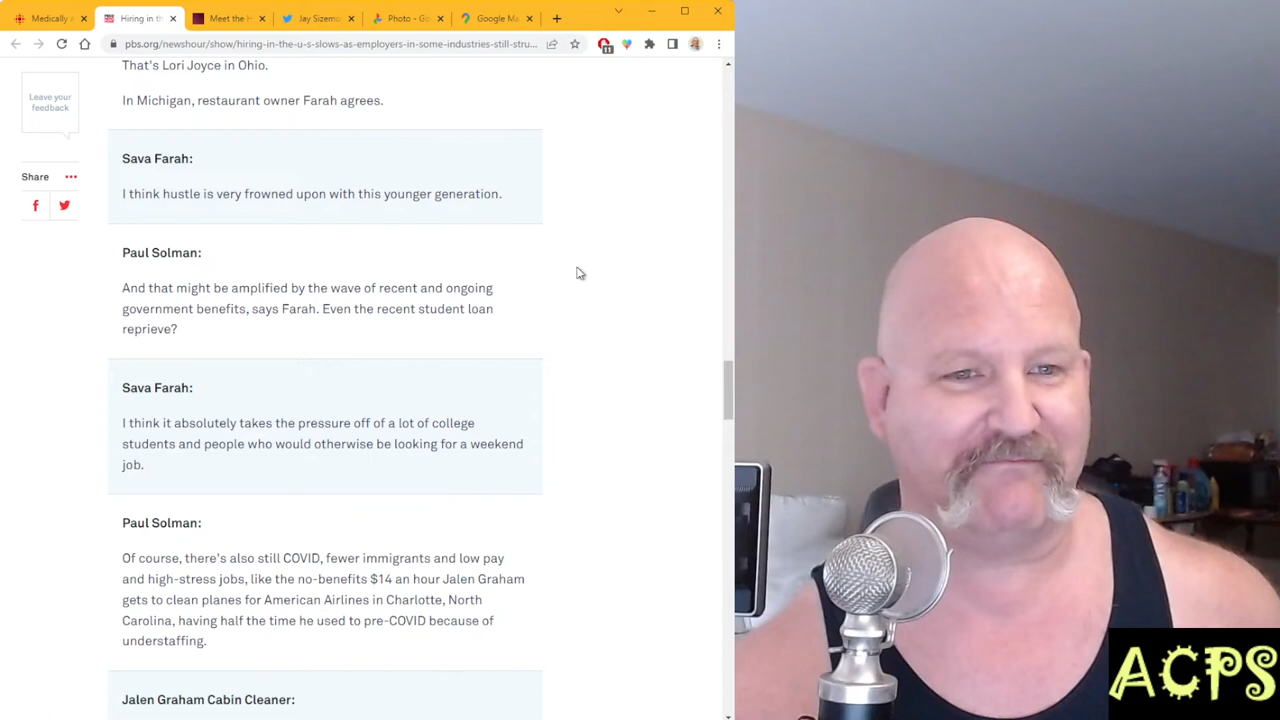 Medically
Hiring in th
Meet the H
Jay Sizemo
Photo - Go
Google Ma
pbs.org/newshour/show/hiring-in-the-u-s-slows-as-employers-in-some-industries-still-stru...
11
Leave your
feedback
Share
That's Lori Joyce in Ohio.
In Michigan, restaurant owner Farah agrees.
Sava Farah:
I think hustle is very frowned upon with this younger generation.
Paul Solman:
And that might be amplified by the wave of recent and ongoing
government benefits, says Farah. Even the recent student loan
reprieve?
Sava Farah:
I think it absolutely takes the pressure off of a lot of college
students and people who would otherwise be looking for a weekend
job.
Paul Solman:
Of course, there's also still COVID, fewer immigrants and low pay
and high-stress jobs, like the no-benefits $14 an hour Jalen Graham
gets to clean planes for American Airlines in Charlotte, North
Carolina, having half the time he used to pre-COVID because of
understaffing.
Jalen Graham Cabin Cleaner:
ACPS